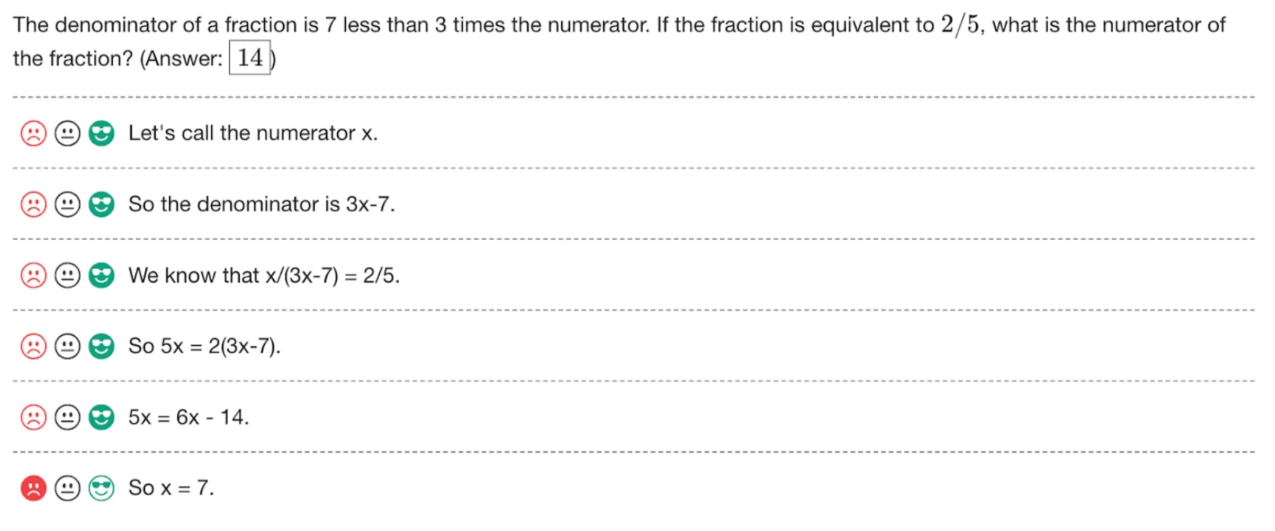 The denominator of a fraction is 7 less than 3 times the numerator. If the fraction is equivalent to 2/5, what is the numerator of
the fraction? (Answer: 14)
Let's call the numerator x.
So the denominator is 3x-7.
We know that x/(3x-7) = 2/5.
So 5x = 2(3x-7).
5x = 6x - 14.
So x = 7.